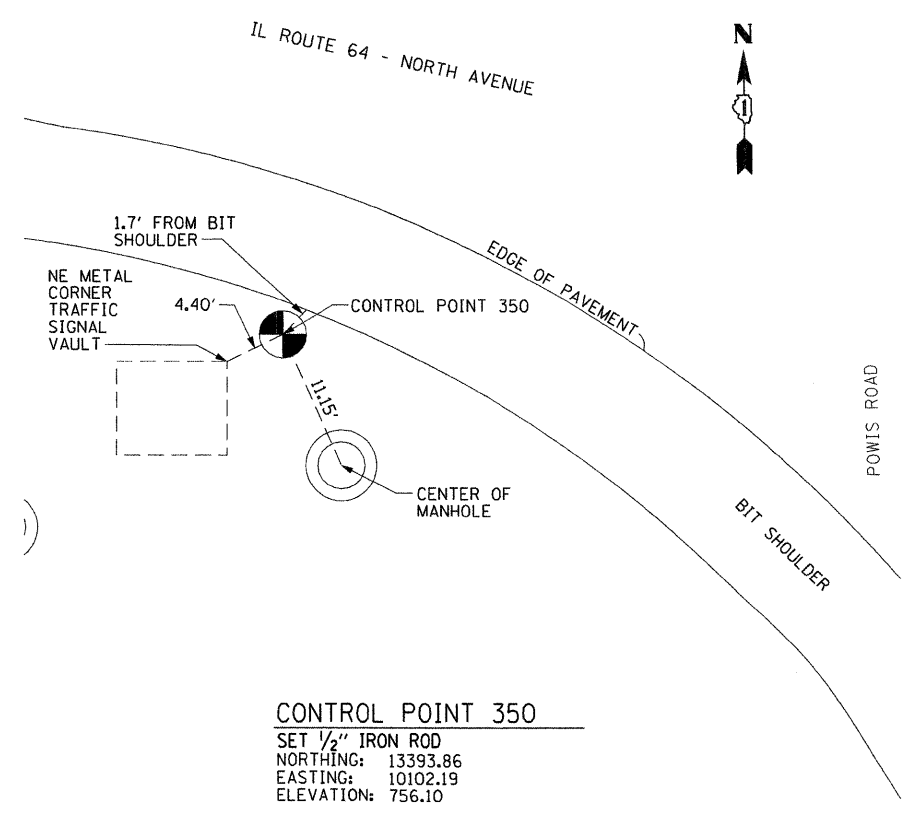 IL ROUTE 64 - NORTH AVENUE
N
1
1.7' FROM BIT
SHOULDER
EDGE OF PAVEMENT
NE METAL
CORNER
TRAFFIC
SIGNAL
VAULT
4.40'
CONTROL POINT 350
11.15'
POWIS ROAD
CENTER OF
MANHOLE
BIT SHOULDER
CONTROL POINT 350
SET 1/2" IRON ROD
NORTHING: 13393.86
EASTING: 10102.19
ELEVATION: 756.10